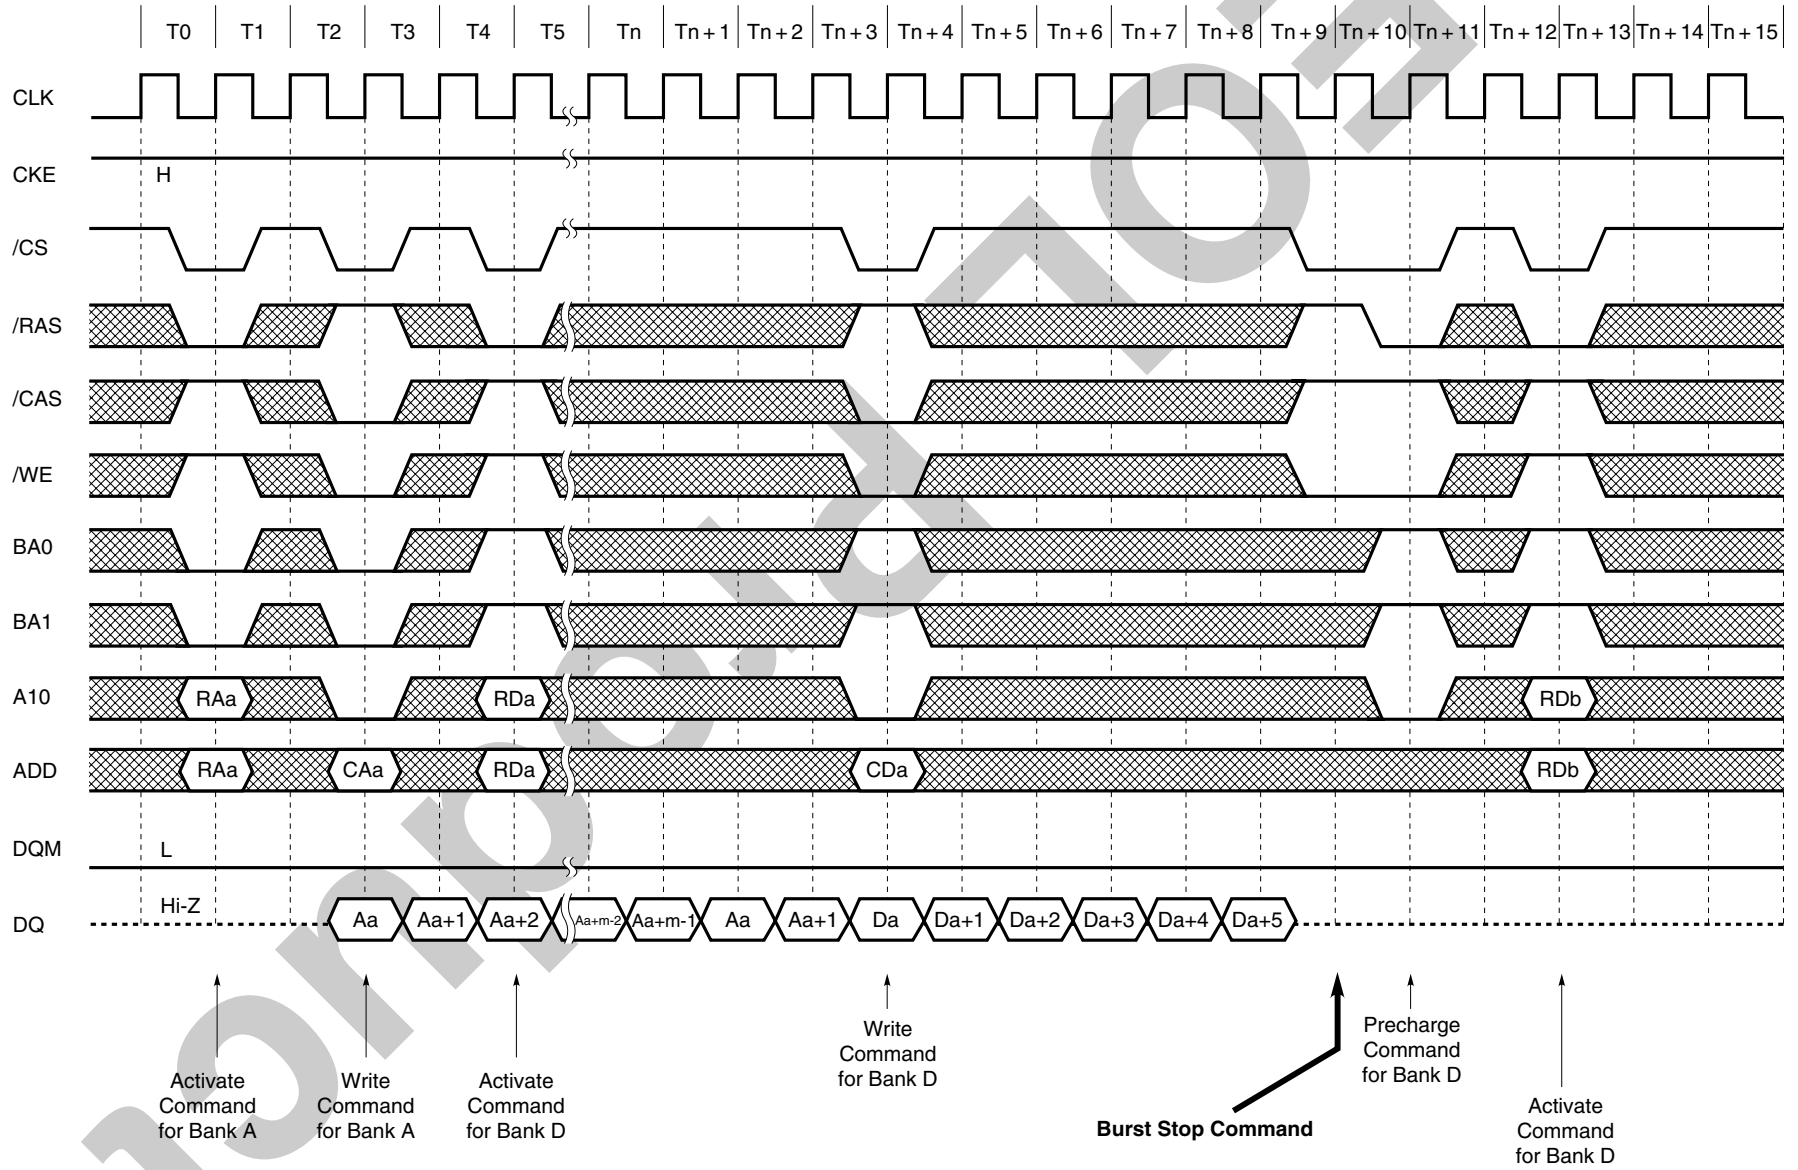 T0 T1 T2 T3 T4 T5 Tn Tn + 1 Tn + 2 Tn + 3 Tn + 4 Tn + 5 Tn + 6 Tn + 7 Tn + 8 Tn + 9 Tn + 10 Tn + 11 Tn + 12 Tn + 13 Tn + 14 Tn + 15
CLK
CKE H
/CS
/RAS
/CAS
/WE
BA0
BA1
A10 RAa RDa RDb
ADD RAa CAa RDa CDa RDb
DQM L
Hi-Z
DQ Aa Aa+1 Aa+2 Aa+m-2 Aa+m-1 Aa Aa+1 Da Da+1 Da+2 Da+3 Da+4 Da+5
Activate
Command
for Bank A
Write
Command
for Bank A
Activate
Command
for Bank D
Write
Command
for Bank D
Burst Stop Command
Precharge
Command
for Bank D
Activate
Command
for Bank D
EOL Product